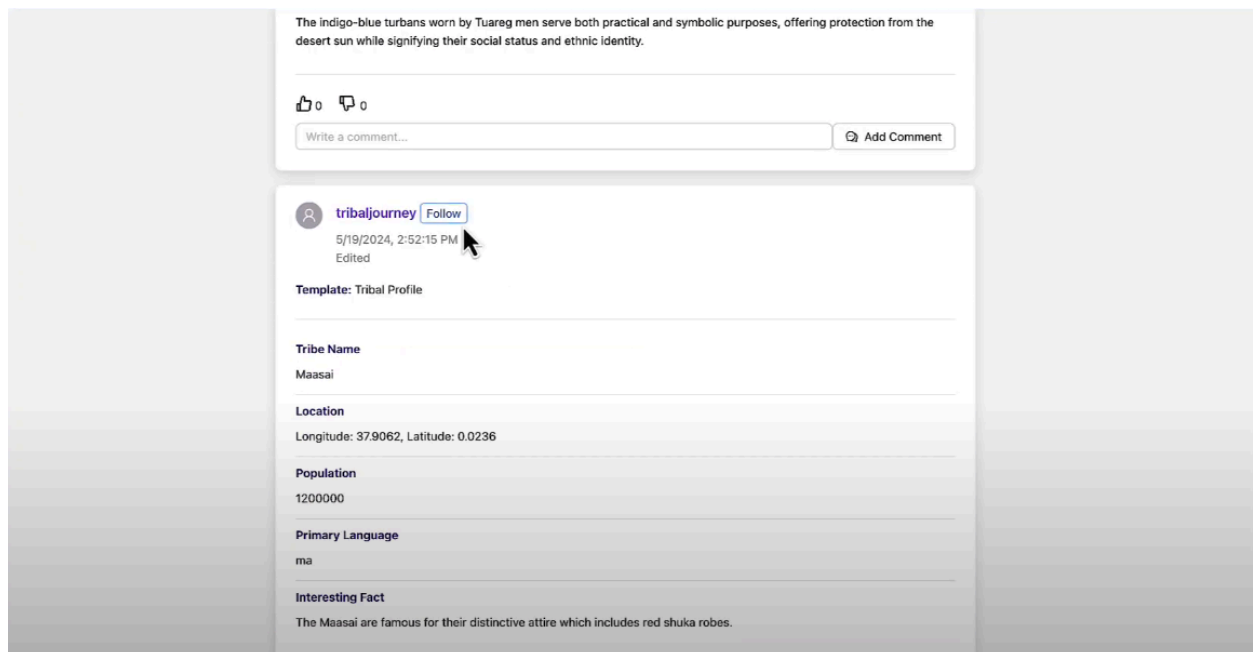 The indigo-blue turbans worn by Tuareg men serve both practical and symbolic purposes, offering protection from the
desert sun while signifying their social status and ethnic identity.
0 0
Write a comment...
Add Comment
tribaljourney Follow
5/19/2024, 2:52:15 PM
Edited
Template: Tribal Profile
Tribe Name
Maasai
Location
Longitude: 37.9062, Latitude: 0.0236
Population
1200000
Primary Language
ma
Interesting Fact
The Maasai are famous for their distinctive attire which includes red shuka robes.